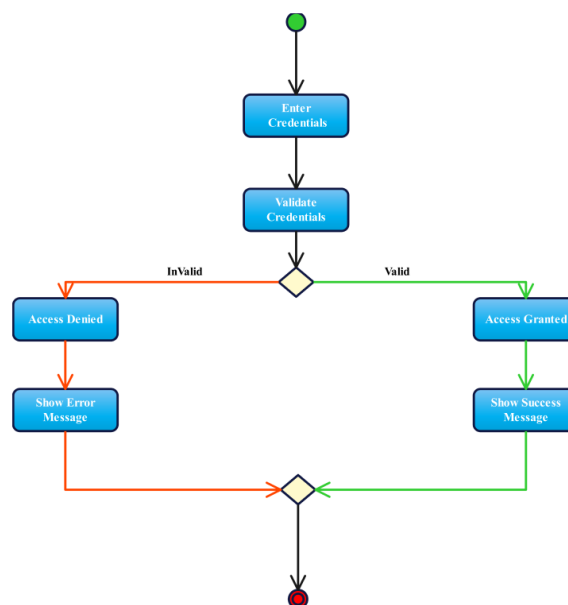 Enter
Credentials
Validate
Credentials
InValid
Valid
Access Denied
Access Granted
Show Error
Message
Show Success
Message